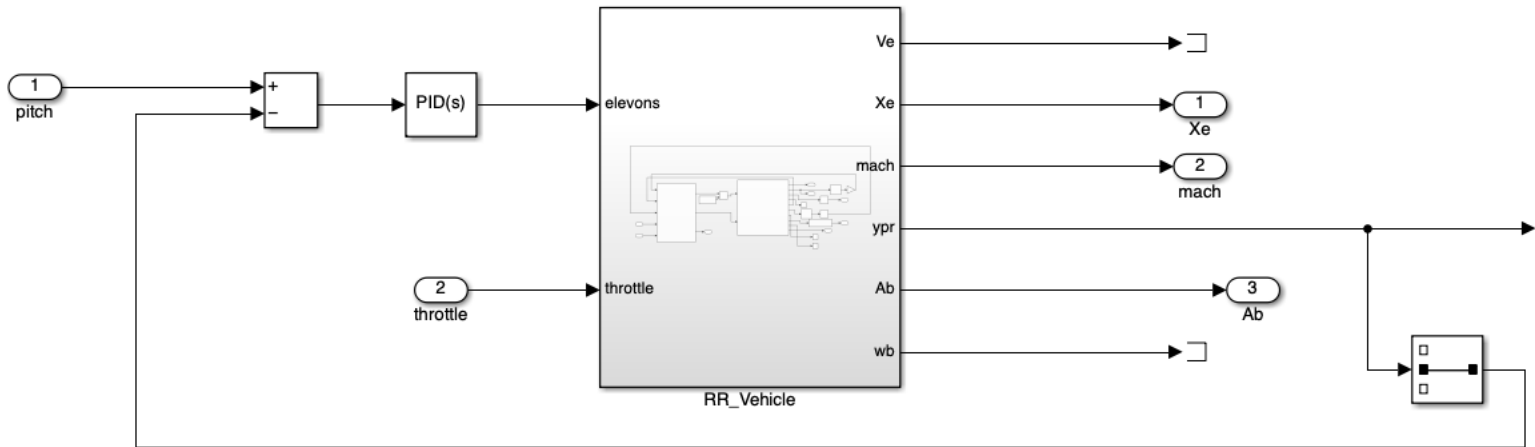 1
pitch
+
−
PID(s)
elevons
2
throttle
throttle
Ve
Xe
mach
ypr
Ab
wb
RR_Vehicle
1
Xe
2
mach
3
Ab